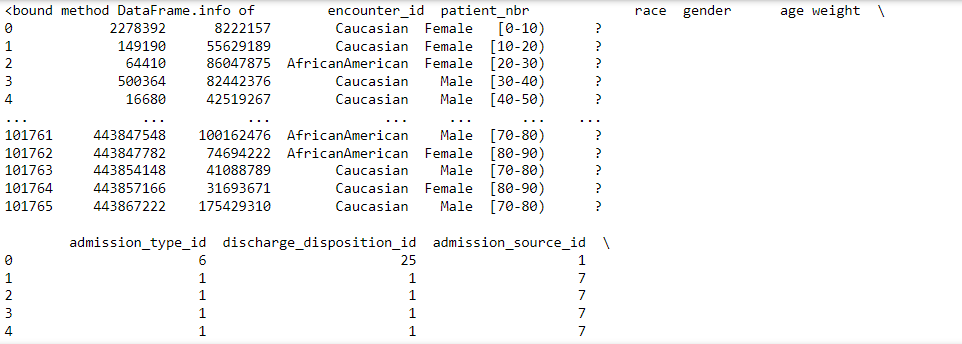 <bound method DataFrame.info of         encounter_id  patient_nbr             race  gender      age weight  \
0            2278392      8222157        Caucasian  Female   [0-10)      ?
1             149190     55629189        Caucasian  Female  [10-20)      ?
2              64410     86047875  AfricanAmerican  Female  [20-30)      ?
3             500364     82442376        Caucasian    Male  [30-40)      ?
4              16680     42519267        Caucasian    Male  [40-50)      ?
...              ...          ...              ...     ...      ...    ...
101761     443847548    100162476  AfricanAmerican    Male  [70-80)      ?
101762     443847782     74694222  AfricanAmerican  Female  [80-90)      ?
101763     443854148     41088789        Caucasian    Male  [70-80)      ?
101764     443857166     31693671        Caucasian  Female  [80-90)      ?
101765     443867222    175429310        Caucasian    Male  [70-80)      ?
        admission_type_id  discharge_disposition_id  admission_source_id  \
0                       6                        25                    1
1                       1                         1                    7
2                       1                         1                    7
3                       1                         1                    7
4                       1                         1                    7